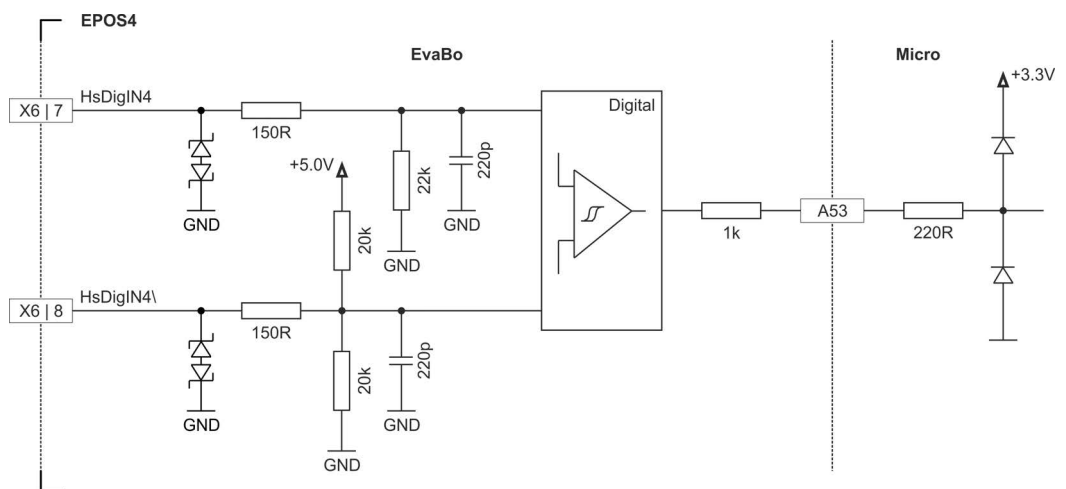 EPOS4
EvaBo
Micro
X6 | 7
HsDigIN4
150R
22k
220p
GND
GND
GND
Digital
+3.3V
+5.0V
20k
1k
A53
220R
X6 | 8
HsDigIN4\
150R
20k
220p
GND
GND
GND